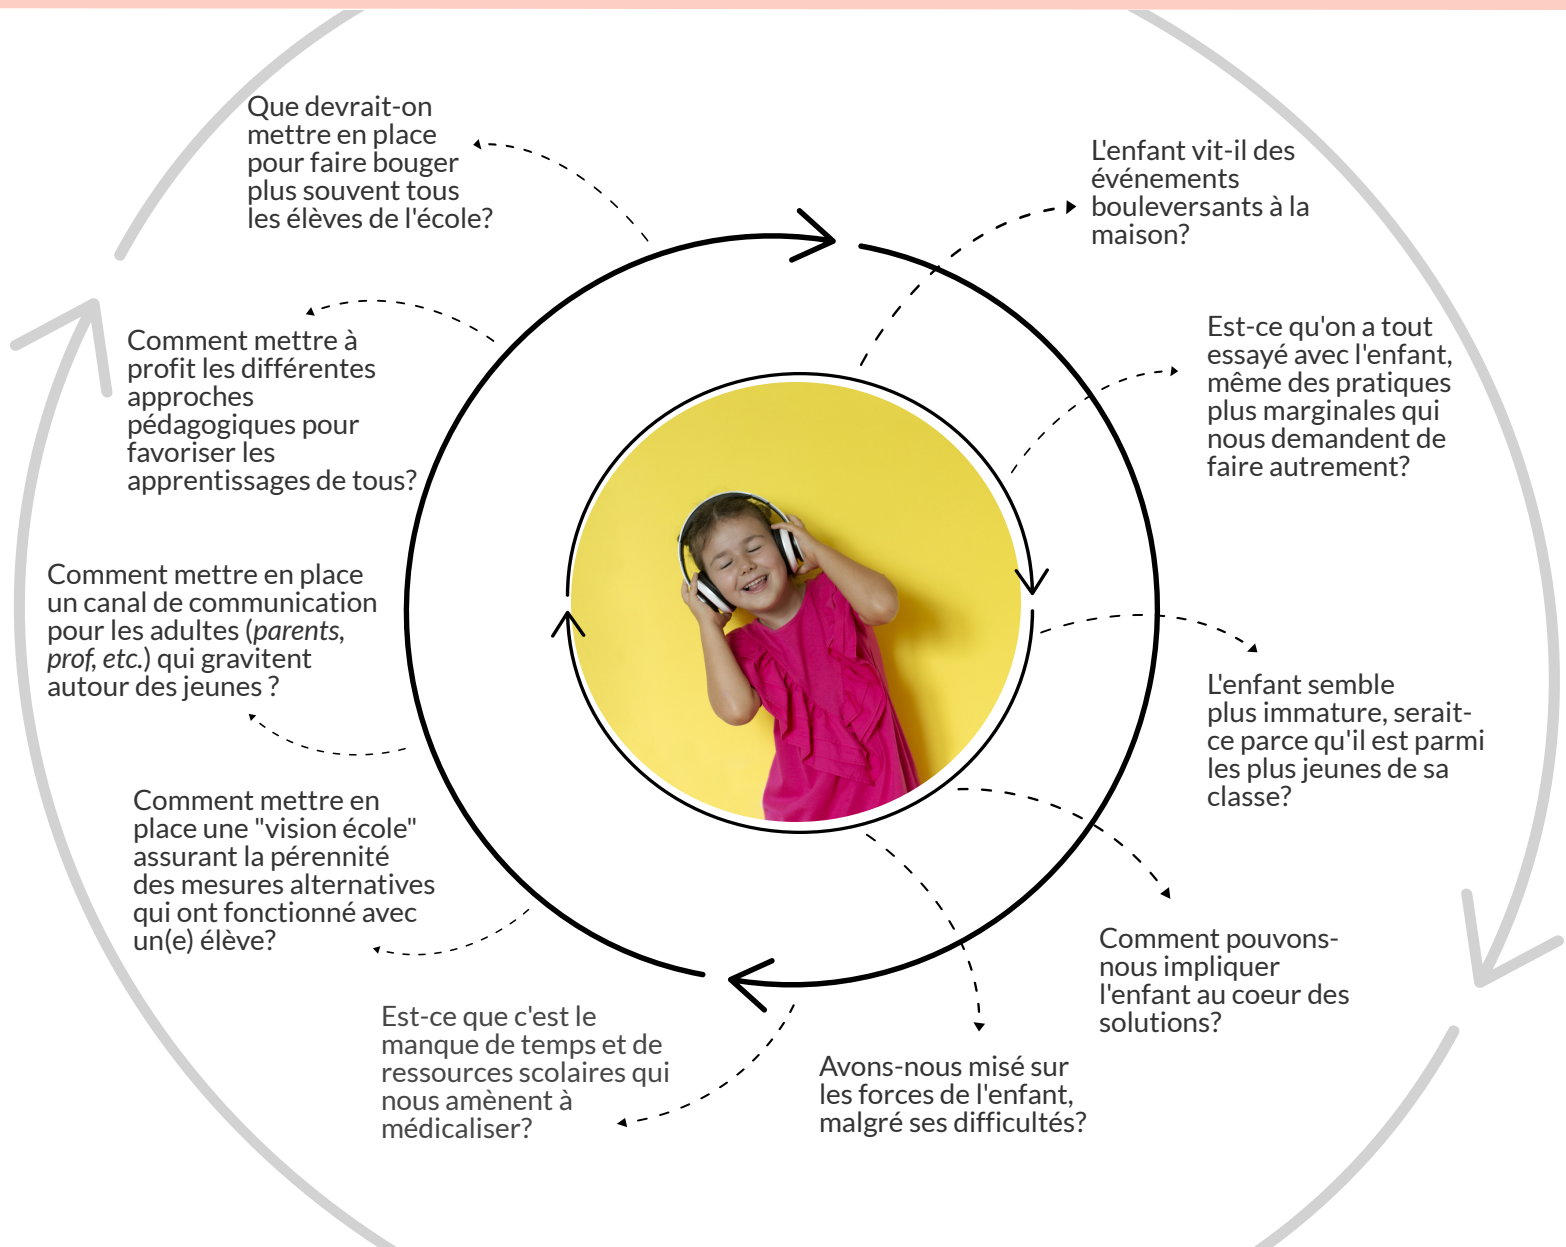 Que devrait-on
mettre en place
pour faire bouger
plus souvent tous
les élèves de l'école?
L'enfant vit-il des
événements
bouleversants à la
maison?
Est-ce qu'on a tout
essayé avec l'enfant,
même des pratiques
plus marginales qui
nous demandent de
faire autrement?
Comment mettre à
profit les différentes
approches
pédagogiques pour
favoriser les
apprentissages de tous?
Comment mettre en place
un canal de communication
pour les adultes (parents,
prof, etc.) qui gravitent
autour des jeunes ?
L'enfant semble
plus immature, serait-
ce parce qu'il est parmi
les plus jeunes de sa
classe?
Comment mettre en
place une "vision école"
assurant la pérennité
des mesures alternatives
qui ont fonctionné avec
un(e) élève?
Comment pouvons-
nous impliquer
l'enfant au coeur des
solutions?
Est-ce que c'est le
manque de temps et de
ressources scolaires qui
nous amènent à
médicaliser?
Avons-nous misé sur
les forces de l'enfant,
malgré ses difficultés?